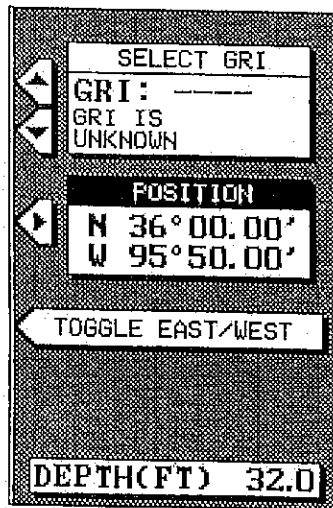 SELECT GRI
GRI: ----
GRI IS
UNKNOWN
POSITION
N 36°00.00'
W 95°50.00'
TOGGLE EAST/WEST
DEPTH(FT) 32.0